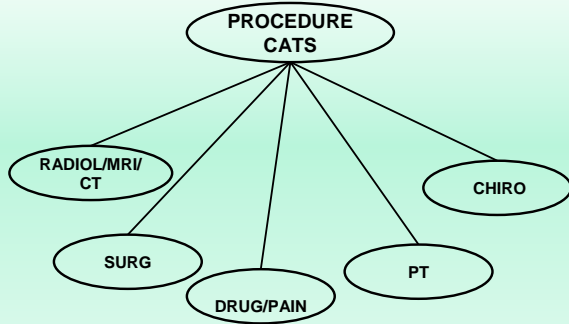 PROCEDURE
CATS
RADIOL/MRI/
CT
CHIRO
SURG
PT
DRUG/PAIN